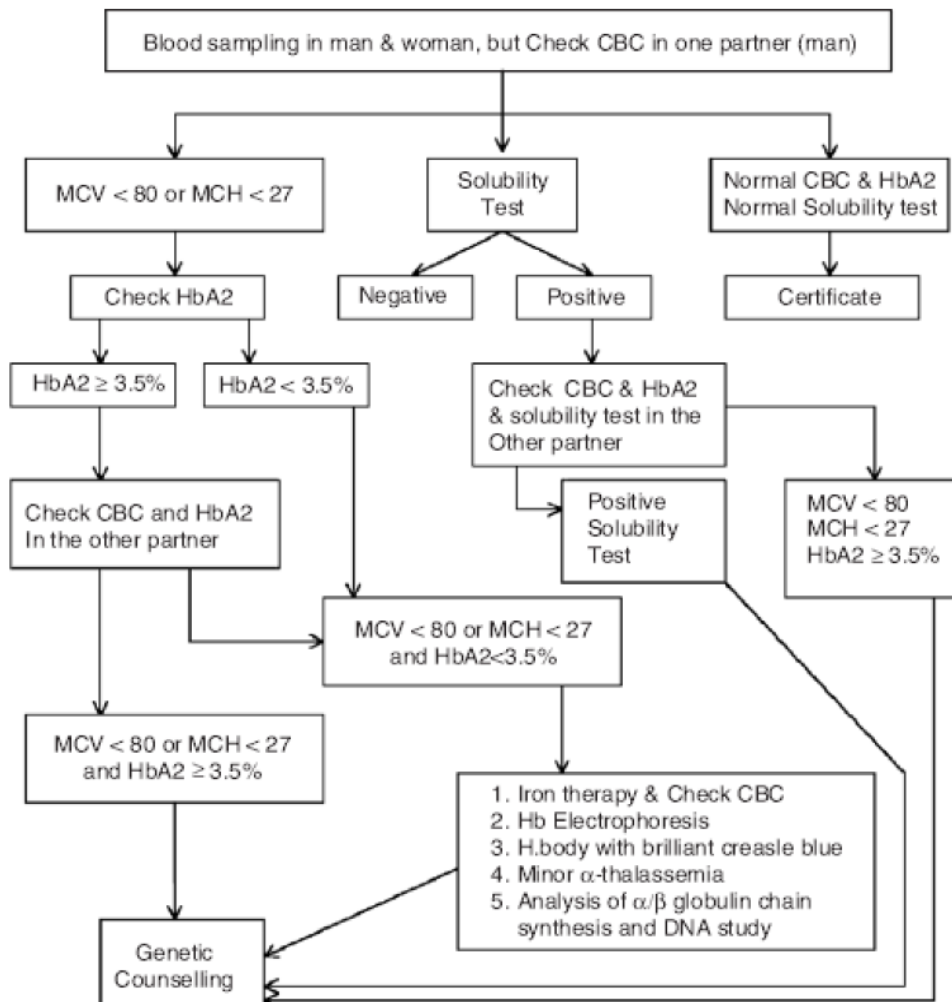 Blood sampling in man & woman, but Check CBC in one partner (man)
MCV < 80 or MCH < 27
Solubility
Test
Normal CBC & HbA2
Normal Solubility test
Check HbA2
Negative
Positive
Certificate
HbA2 ≥ 3.5%
HbA2 < 3.5%
Check CBC & HbA2
& solubility test in the
Other partner
Check CBC and HbA2
In the other partner
Positive
Solubility
Test
MCV < 80
MCH < 27
HbA2 ≥ 3.5%
MCV < 80 or MCH < 27
and HbA2<3.5%
MCV < 80 or MCH < 27
and HbA2 ≥ 3.5%
1. Iron therapy & Check CBC
2. Hb Electrophoresis
3. H.body with brilliant creasle blue
4. Minor α-thalassemia
5. Analysis of α/β globulin chain
synthesis and DNA study
Genetic
Counselling